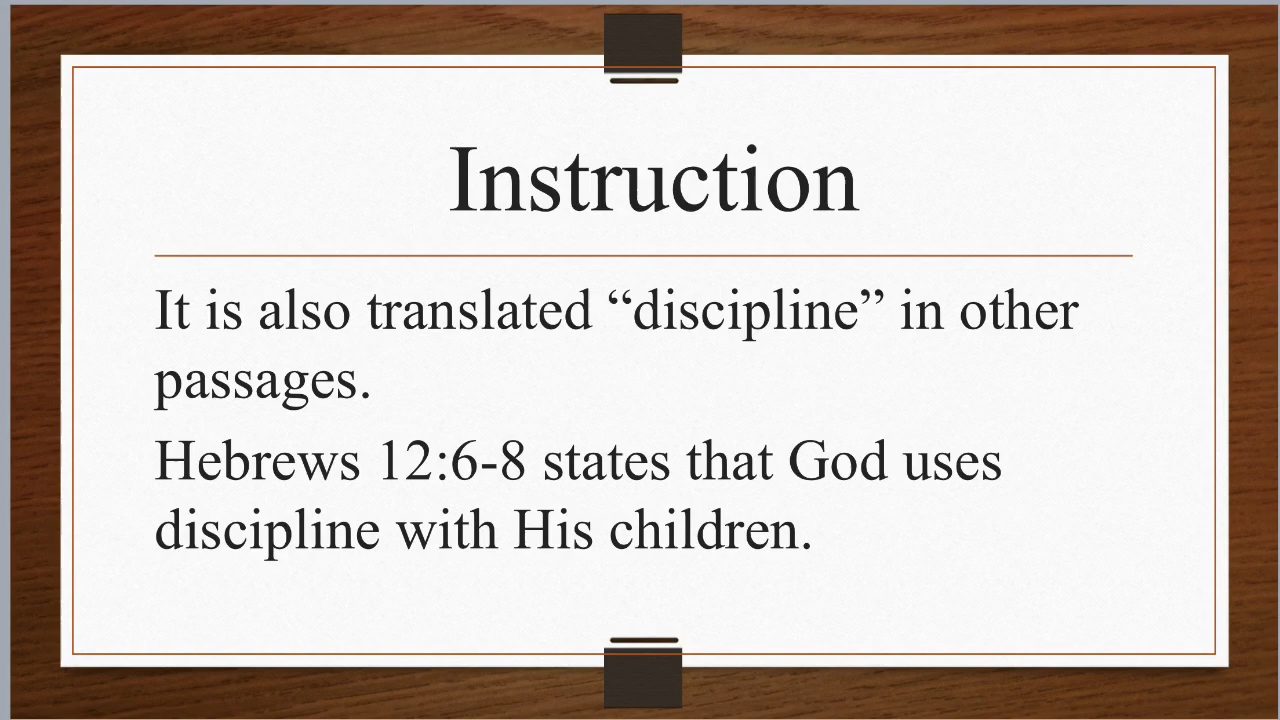 Instruction
It is also translated “discipline” in other
passages.
Hebrews 12:6-8 states that God uses
discipline with His children.